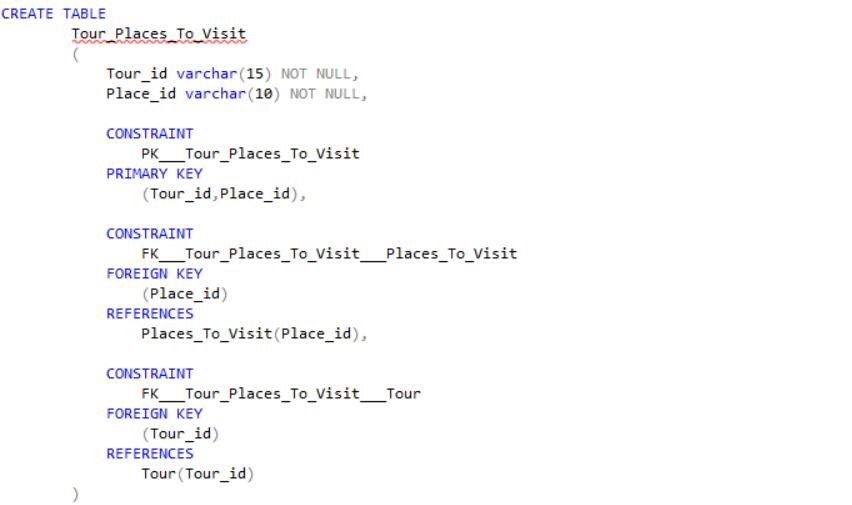 CREATE TABLE
Tour_Places_To_Visit
(
Tour_id varchar(15) NOT NULL,
Place_id varchar(10) NOT NULL,
CONSTRAINT
PK___Tour_Places_To_Visit
PRIMARY KEY
(Tour_id,Place_id),
CONSTRAINT
FK___Tour_Places_To_Visit___Places_To_Visit
FOREIGN KEY
(Place_id)
REFERENCES
Places_To_Visit(Place_id),
CONSTRAINT
FK___Tour_Places_To_Visit___Tour
FOREIGN KEY
(Tour_id)
REFERENCES
Tour(Tour_id)
)